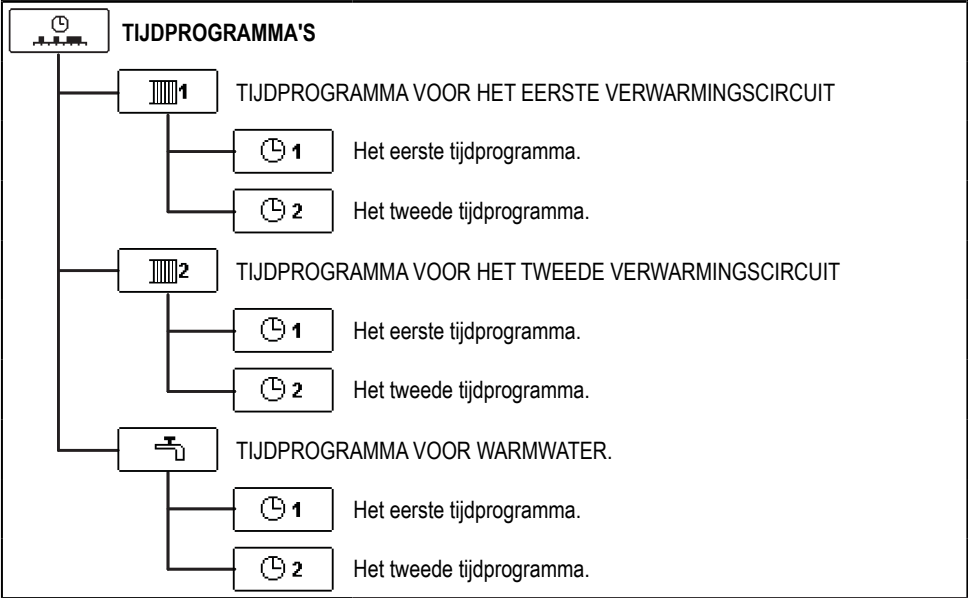 TIJDPROGRAMMA'S
1 TIJDPROGRAMMA VOOR HET EERSTE VERWARMINGSCIRCUIT
1 Het eerste tijdprogramma.
2 Het tweede tijdprogramma.
2 TIJDPROGRAMMA VOOR HET TWEEDE VERWARMINGSCIRCUIT
1 Het eerste tijdprogramma.
2 Het tweede tijdprogramma.
TIJDPROGRAMMA VOOR WARMWATER.
1 Het eerste tijdprogramma.
2 Het tweede tijdprogramma.